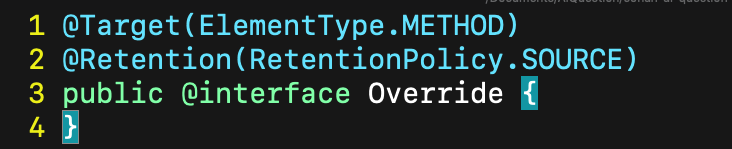 1 @Target(ElementType.METHOD)
2 @Retention(RetentionPolicy.SOURCE)
3 public @interface Override {
4 }